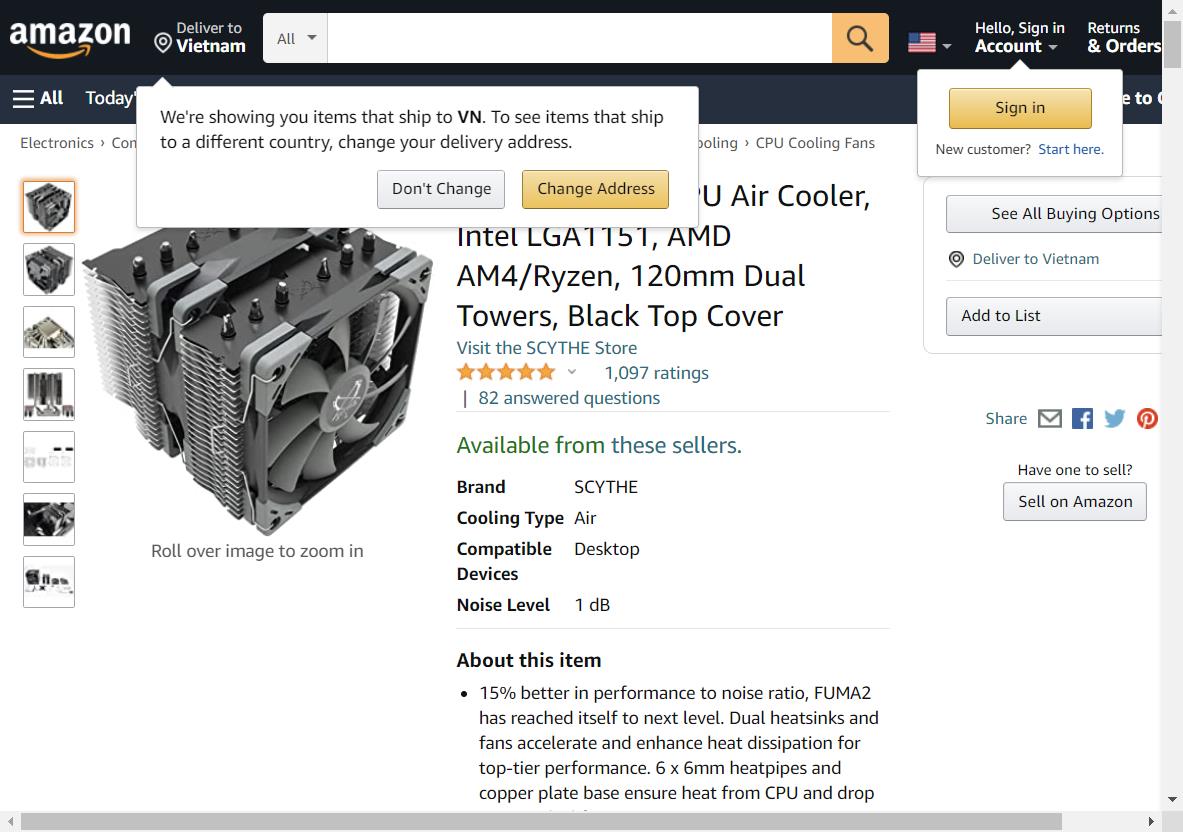 amazon
Deliver to
Vietnam
All
Hello, Sign in
Account
Returns
& Orders
All
Today'
e to
Sign in
New customer? Start here.
We're showing you items that ship to VN. To see items that ship
to a different country, change your delivery address.
Don't Change
Change Address
Electronics › Con
ooling › CPU Cooling Fans
PU Air Cooler,
Intel LGA1151, AMD
AM4/Ryzen, 120mm Dual
Towers, Black Top Cover
Visit the SCYTHE Store
1,097 ratings
| 82 answered questions
Available from these sellers.
Brand SCYTHE
Cooling Type Air
Compatible Desktop
Devices
Noise Level 1 dB
About this item
• 15% better in performance to noise ratio, FUMA2
has reached itself to next level. Dual heatsinks and
fans accelerate and enhance heat dissipation for
top-tier performance. 6 x 6mm heatpipes and
copper plate base ensure heat from CPU and drop
Roll over image to zoom in
See All Buying Options
Deliver to Vietnam
Add to List
Share
Have one to sell?
Sell on Amazon